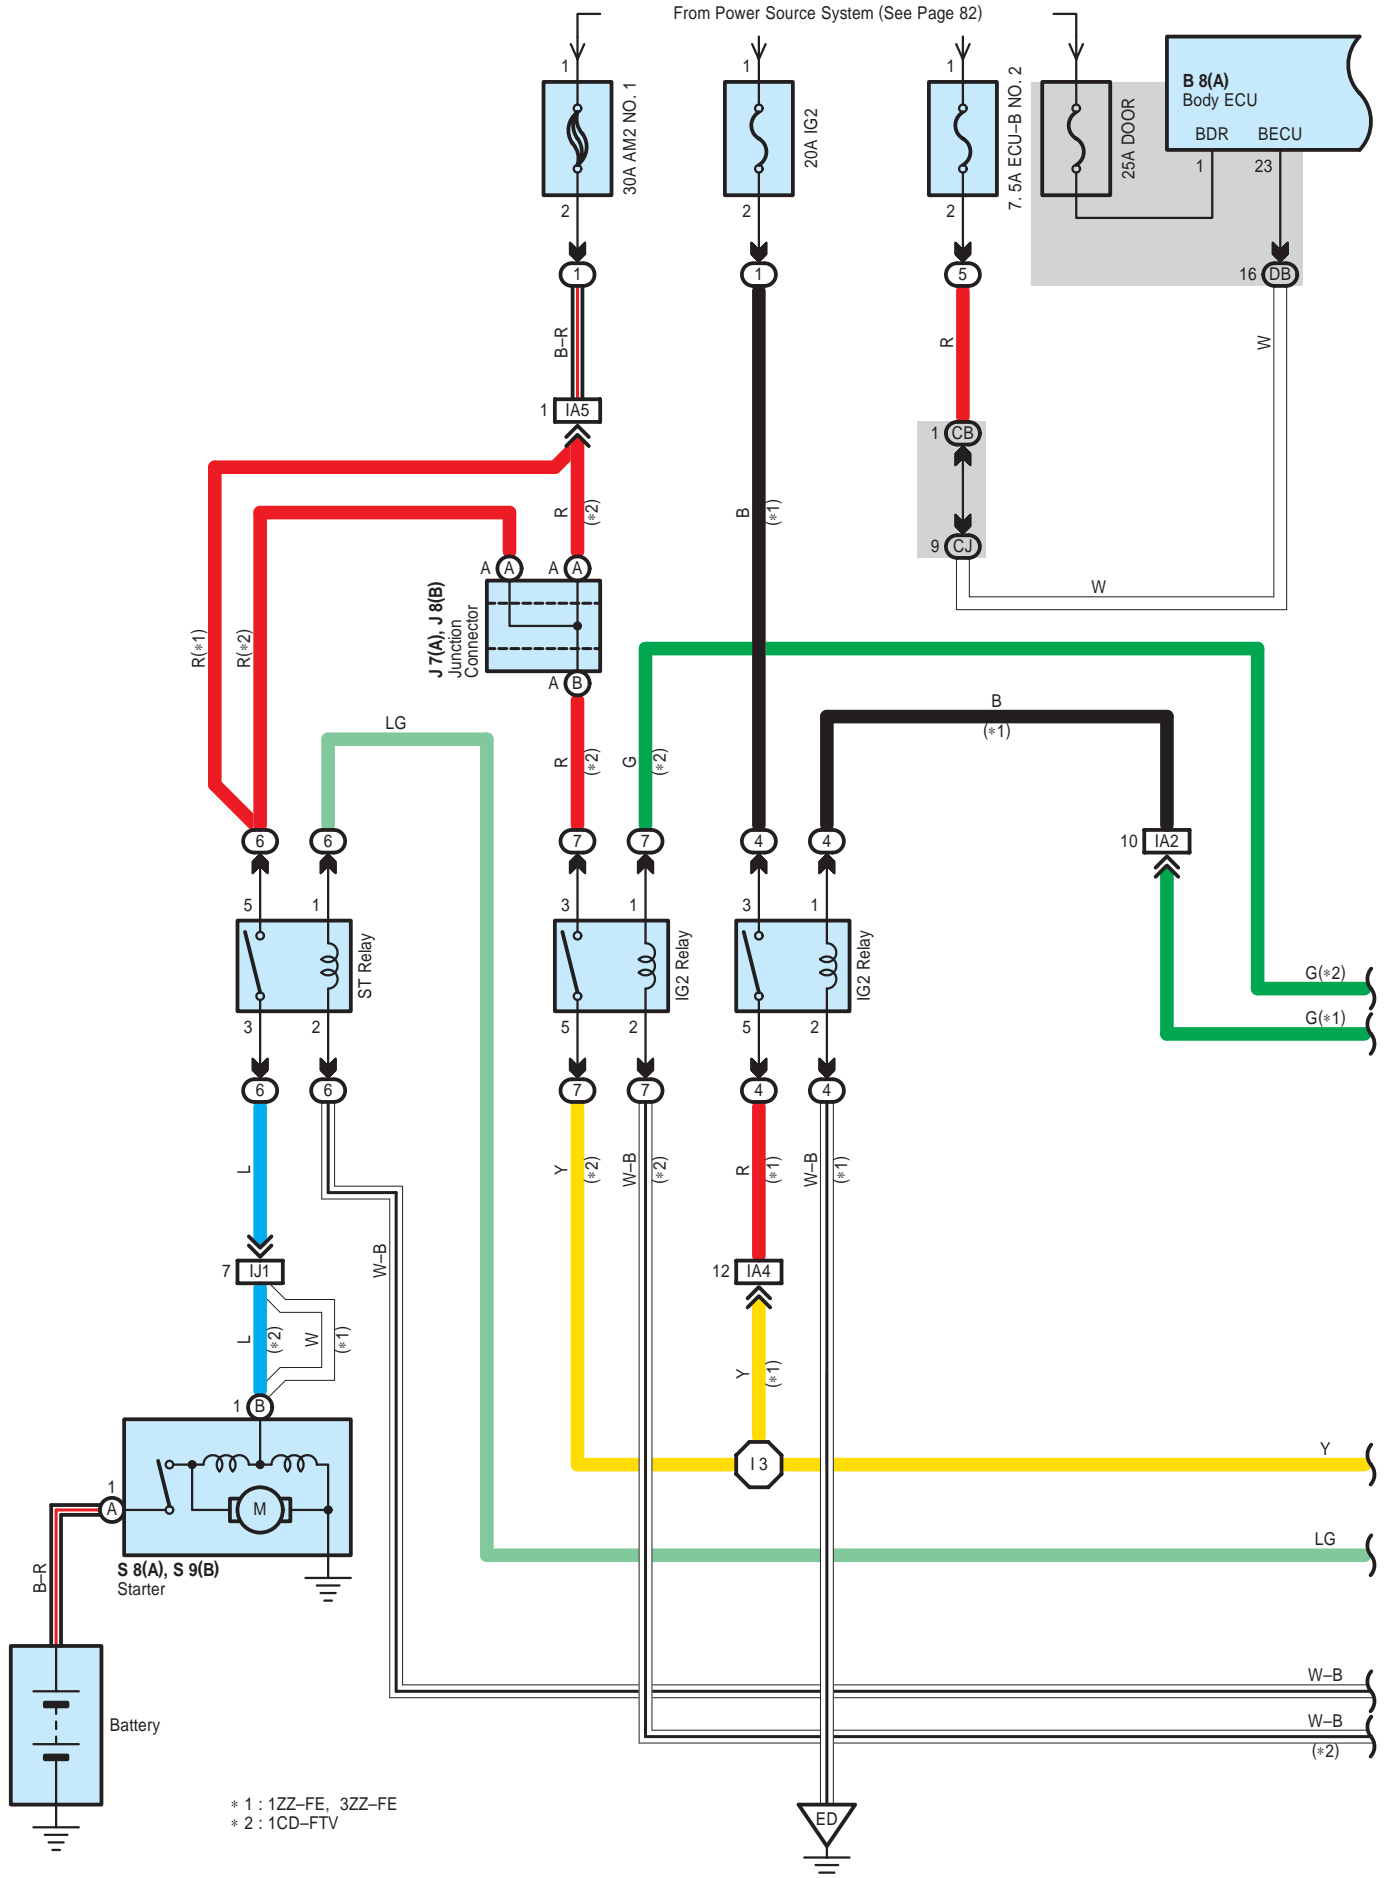 From Power Source System (See Page 82)
1
1
1
30A AM2 NO. 1
20A IG2
7. 5A ECU–B NO. 2
25A DOOR
B 8(A)
Body ECU
BDR
BECU
1
23
2
2
2
1
1
5
16
DB
B–R
R
W
1
IA5
1
CB
R
(*2)
B
(*1)
9
CJ
A
A
A
A
W
J 7(A), J 8(B)
Junction
Connector
R(*1)
R(*2)
A
B
LG
B
(*1)
R
(*2)
G
(*2)
6
6
7
7
4
4
10
IA2
5
1
3
1
3
1
ST Relay
IG2 Relay
IG2 Relay
G(*2)
G(*1)
3
2
5
2
5
2
6
6
7
7
4
4
L
Y
(*2)
W–B
(*2)
R
(*1)
W–B
(*1)
W–B
7
IJ1
12
IA4
L
(*2)
W
(*1)
Y
(*1)
1
B
Y
I 3
1
A
M
LG
S 8(A), S 9(B)
Starter
B–R
W–B
W–B
(*2)
Battery
* 1 : 1ZZ–FE, 3ZZ–FE
* 2 : 1CD–FTV
ED